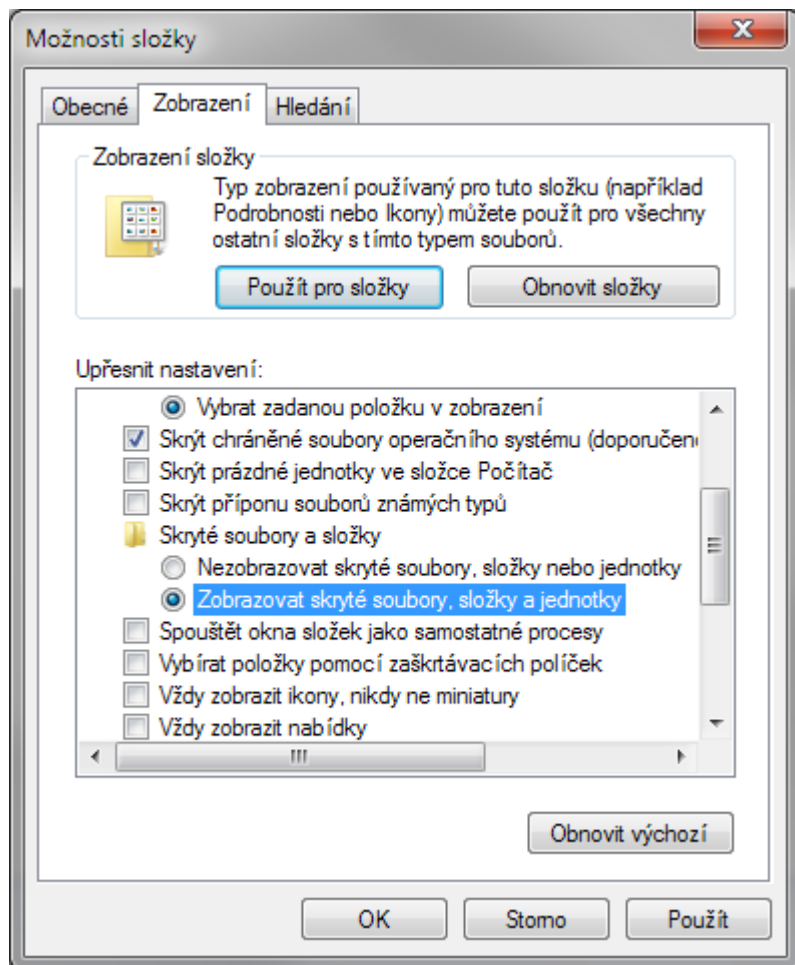 Možnosti složky
Obecné
Zobrazení
Hledání
Zobrazení složky
Typ zobrazení používaný pro tuto složku (například
Podrobnosti nebo Ikony) můžete použít pro všechny
ostatní složky s tímto typem souborů.
Použít pro složky
Obnovit složky
Upřesnit nastavení:
Vybrat zadanou položku v zobrazení
Skrýt chráněné soubory operačního systému (doporučen
Skrýt prázdné jednotky ve složce Počítač
Skrýt příponu souborů známých typů
Skryté soubory a složky
Nezobrazovat skryté soubory, složky nebo jednotky
Zobrazovat skryté soubory, složky a jednotky
Spouštět okna složek jako samostatné procesy
Vybírat položky pomocí zaškrtávacích políček
Vždy zobrazit ikony, nikdy ne miniatury
Vždy zobrazit nabídky
Obnovit výchozí
OK
Storno
Použít